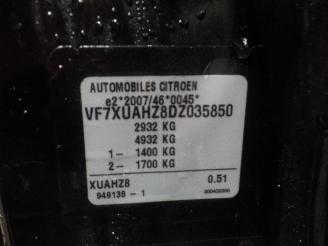 AUTOMOBILES CITROEN
e2*2007/46*0045*
VF7XUAHZ8DZ035850
2932 KG
4932 KG
1- 1400 KG
2- 1700 KG
XUAHZ8 0.51
949138 - 1